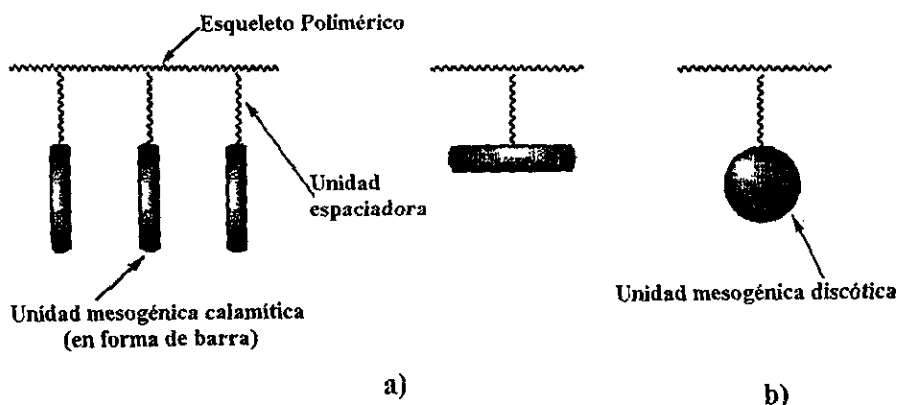 Esqueleto Polimérico
Unidad
espaciadora
Unidad mesogénica calamítica
(en forma de barra)
Unidad mesogénica discótica
a)
b)